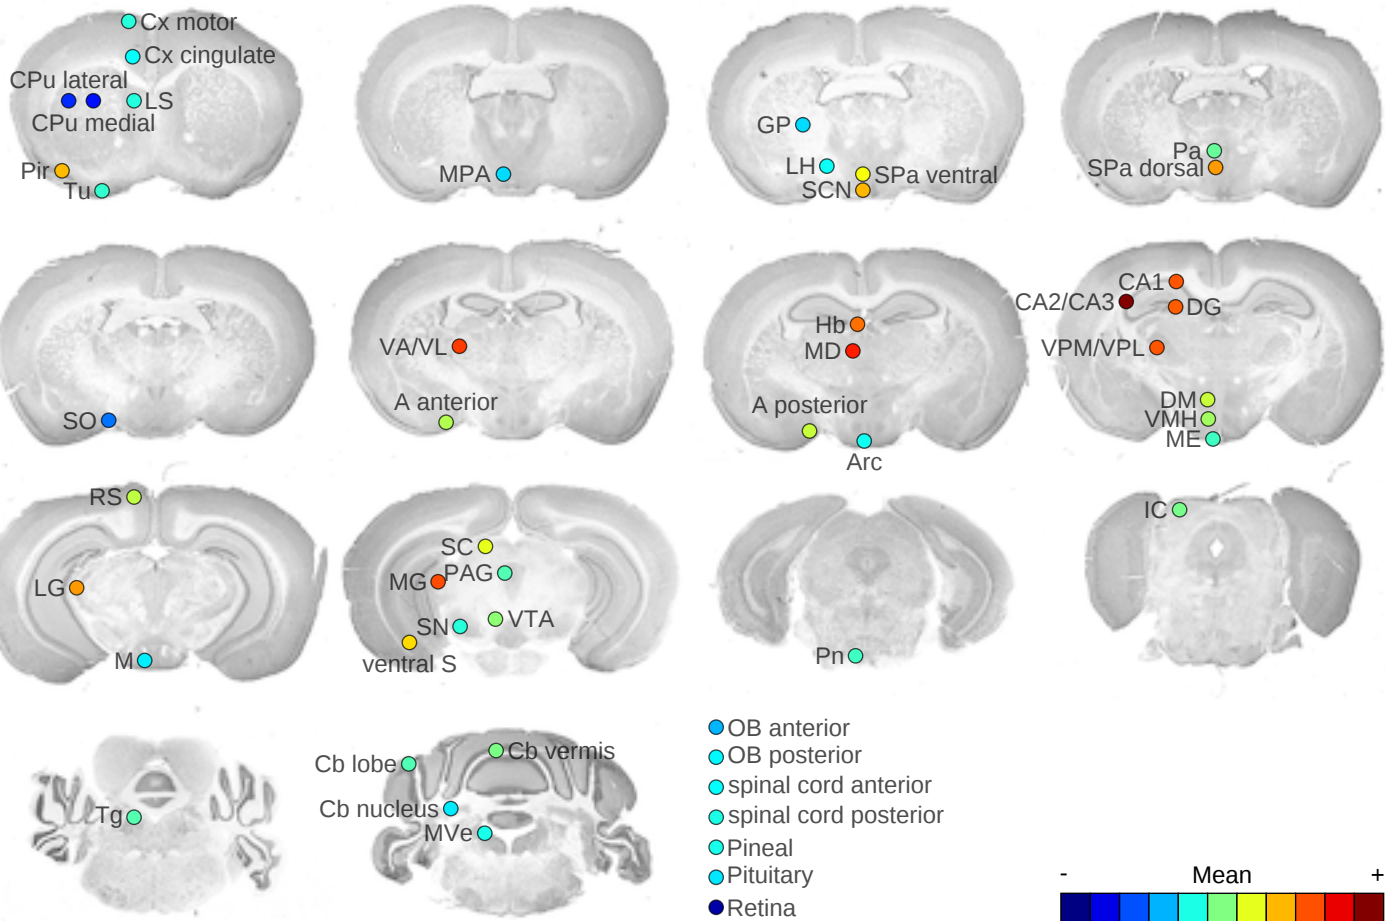 Cx motor
Cx cingulate
CPu lateral
LS
CPu medial
Pir
Tu
MPA
GP
LH
SPa ventral
SCN
Pa
SPa dorsal
SO
VA/VL
A anterior
Hb
MD
A posterior
Arc
CA1
CA2/CA3
DG
VPM/VPL
DM
VMH
ME
RS
LG
M
SC
MG
PAG
SN
VTA
ventral S
Pn
IC
Tg
Cb lobe
Cb vermis
Cb nucleus
MVe
OB anterior
OB posterior
spinal cord anterior
spinal cord posterior
Pineal
Pituitary
Retina
- Mean +